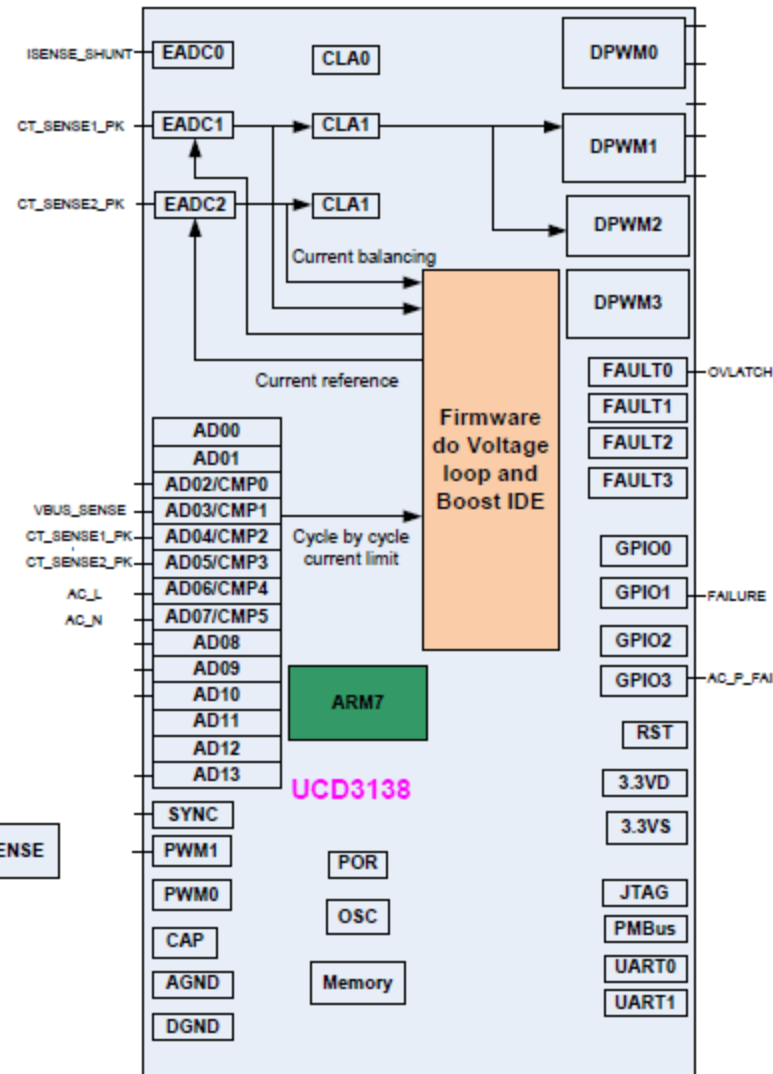 ISENSE_SHUNT
EADC0
CLA0
DPWM0
CT_SENSE1_PK
EADC1
CLA1
DPWM1
CT_SENSE2_PK
EADC2
CLA1
DPWM2
Current balancing
DPWM3
Current reference
Firmware
do Voltage
loop and
Boost IDE
FAULT0
OVLATCH
FAULT1
FAULT2
FAULT3
AD00
AD01
AD02/CMP0
VBUS_SENSE
AD03/CMP1
CT_SENSE1_PK
AD04/CMP2
CT_SENSE2_PK
AD05/CMP3
AC_L
AD06/CMP4
AC_N
AD07/CMP5
AD08
AD09
AD10
AD11
AD12
AD13
Cycle by cycle
current limit
GPIO0
GPIO1
FAILURE
GPIO2
GPIO3
AC_P_FAI
ARM7
UCD3138
RST
3.3VD
3.3VS
SYNC
ENSE
PWM1
PWM0
CAP
AGND
DGND
POR
OSC
Memory
JTAG
PMBus
UART0
UART1